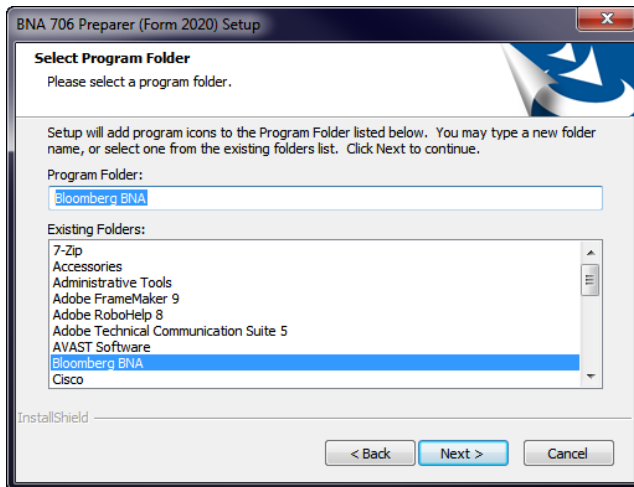 BNA 706 Preparer (Form 2020) Setup
Select Program Folder
Please select a program folder.
Setup will add program icons to the Program Folder listed below.  You may type a new folder
name, or select one from the existing folders list.  Click Next to continue.
Program Folder:
Bloomberg BNA
Existing Folders:
7-Zip
Accessories
Administrative Tools
Adobe FrameMaker 9
Adobe RoboHelp 8
Adobe Technical Communication Suite 5
AVAST Software
Bloomberg BNA
Cisco
InstallShield
< Back
Next >
Cancel